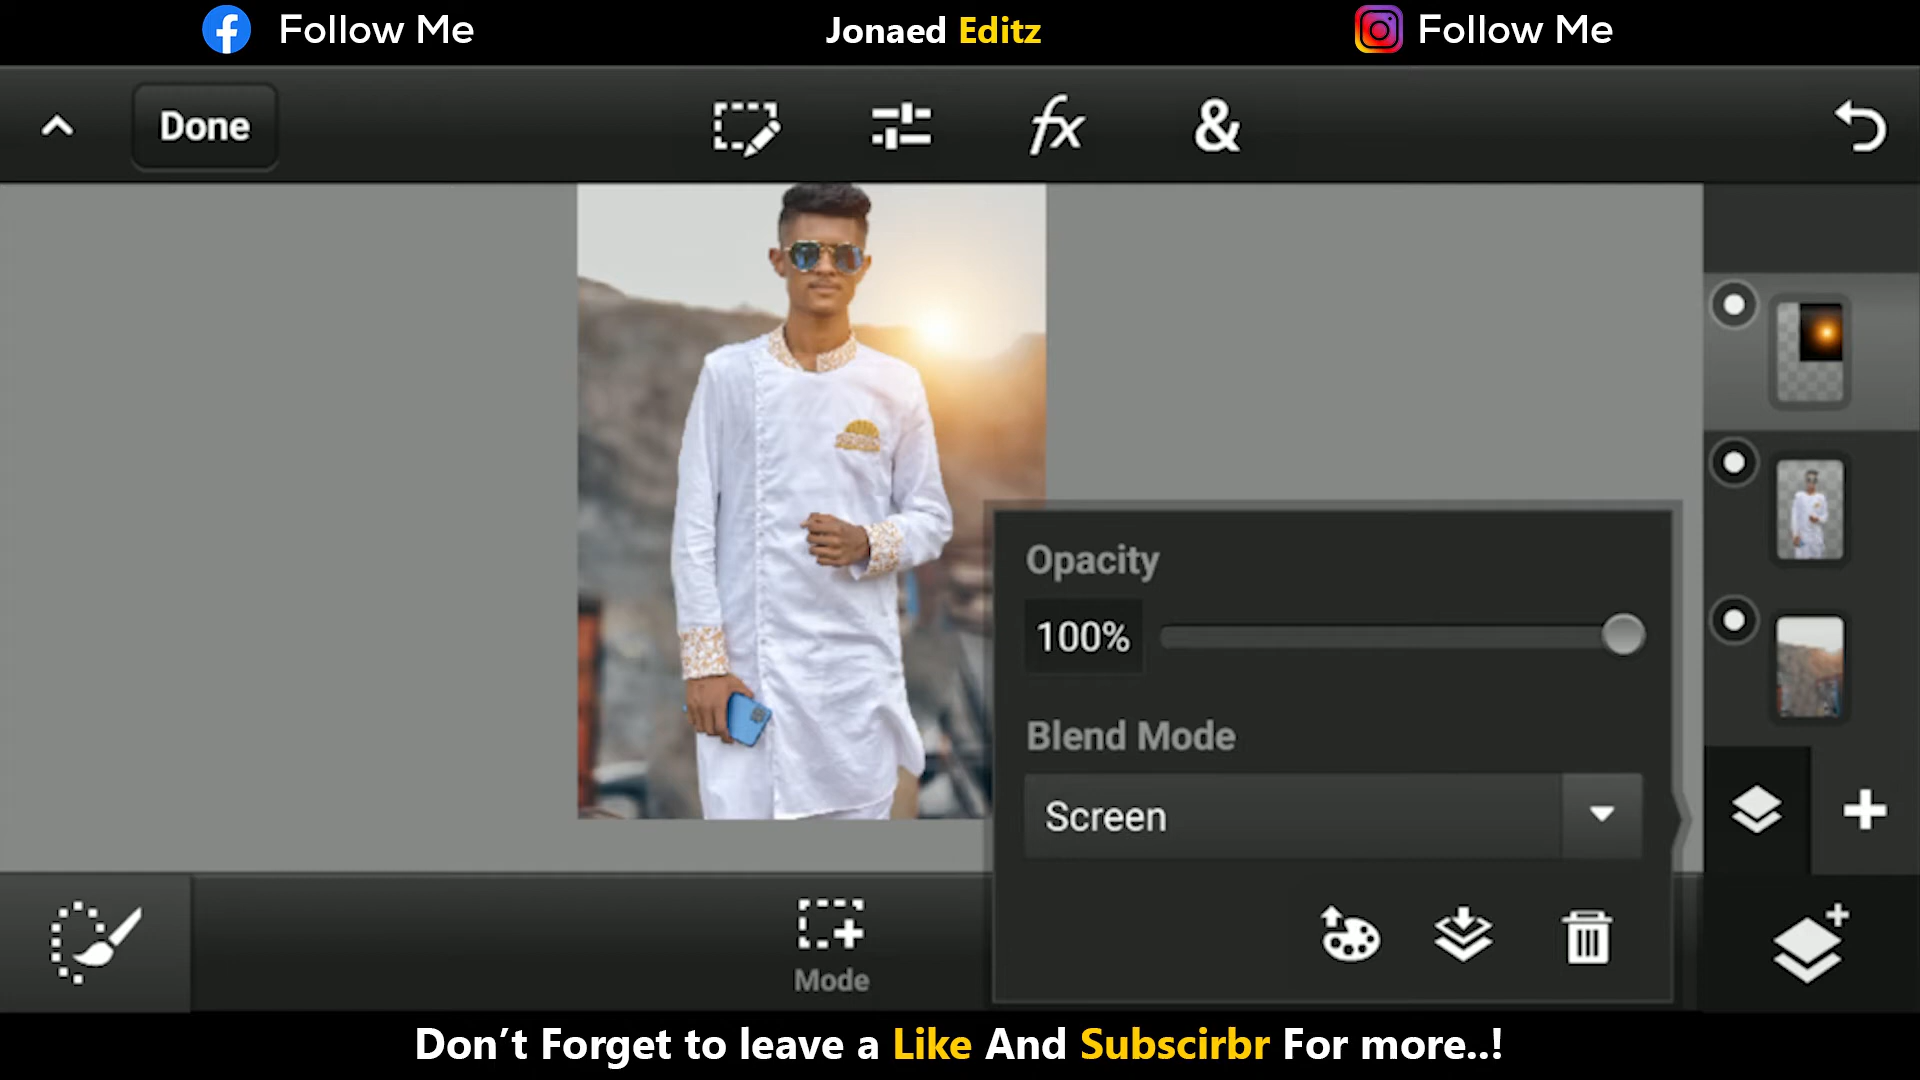 Follow Me
Jonaed Editz
Follow Me
Done
fx
&
Opacity
100%
Blend Mode
Screen
Mode
Don’t Forget to leave a Like And Subscirbr For more..!